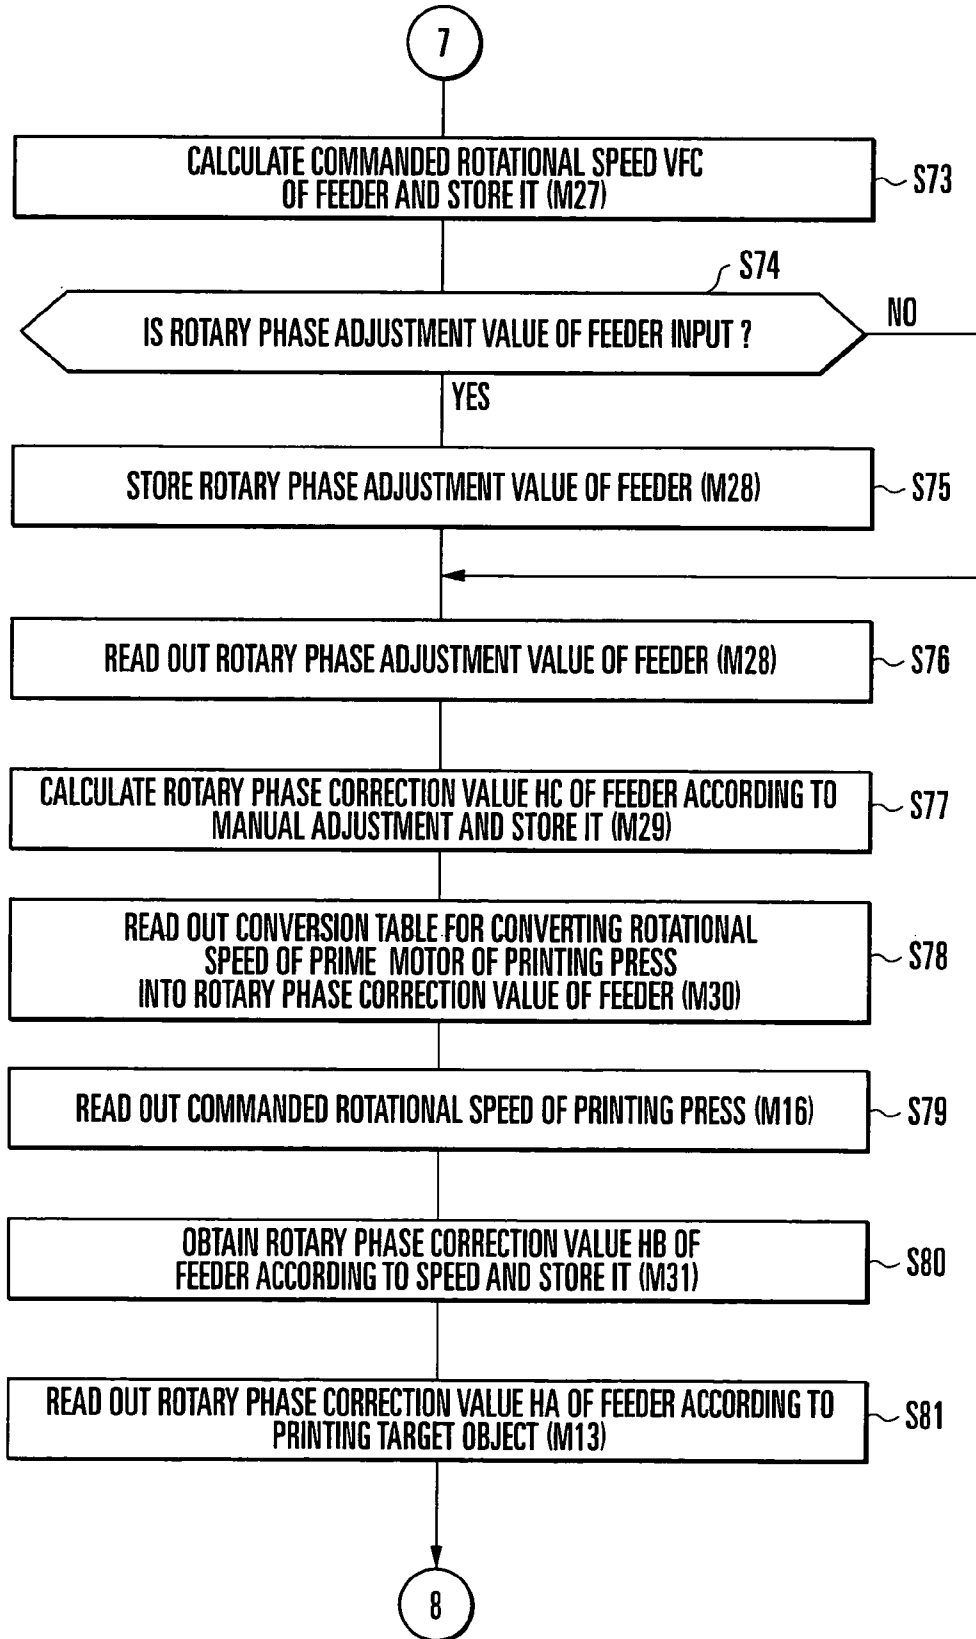 7
CALCULATE COMMANDED ROTATIONAL SPEED VFC
OF FEEDER AND STORE IT (M27)
S73
S74
IS ROTARY PHASE ADJUSTMENT VALUE OF FEEDER INPUT ?
NO
YES
STORE ROTARY PHASE ADJUSTMENT VALUE OF FEEDER (M28)
S75
READ OUT ROTARY PHASE ADJUSTMENT VALUE OF FEEDER (M28)
S76
CALCULATE ROTARY PHASE CORRECTION VALUE HC OF FEEDER ACCORDING TO
MANUAL ADJUSTMENT AND STORE IT (M29)
S77
READ OUT CONVERSION TABLE FOR CONVERTING ROTATIONAL
SPEED OF PRIME MOTOR OF PRINTING PRESS
INTO ROTARY PHASE CORRECTION VALUE OF FEEDER (M30)
S78
READ OUT COMMANDED ROTATIONAL SPEED OF PRINTING PRESS (M16)
S79
OBTAIN ROTARY PHASE CORRECTION VALUE HB OF
FEEDER ACCORDING TO SPEED AND STORE IT (M31)
S80
READ OUT ROTARY PHASE CORRECTION VALUE HA OF FEEDER ACCORDING TO
PRINTING TARGET OBJECT (M13)
S81
8